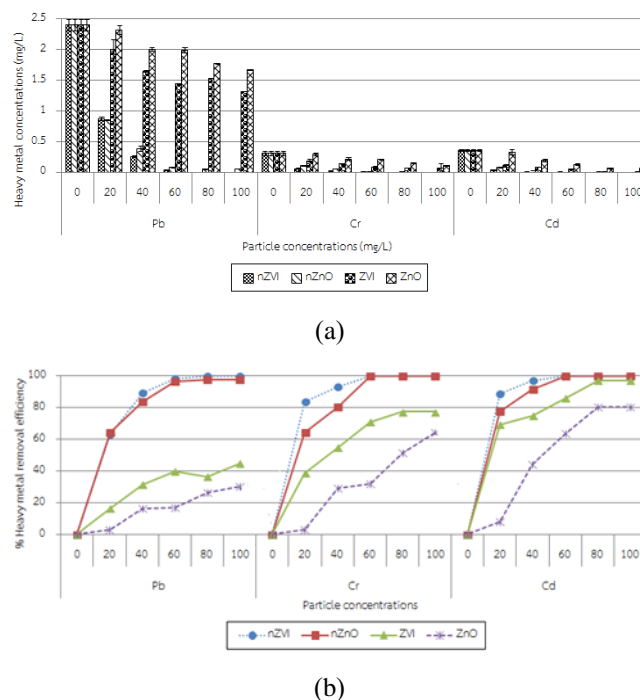 Heavy metal concentrations (mg/L)
2.5
2
1.5
1
0.5
0
0 20 40 60 80 100 0 20 40 60 80 100 0 20 40 60 80 100
Pb Cr Cd
Particle concentrations (mg/L)
nZVI nZnO ZVI ZnO
(a)
% Heavy metal removal efficiency
100
80
60
40
20
0
0 20 40 60 80 100 0 20 40 60 80 100 0 20 40 60 80 100
Pb Cr Cd
Particle concentrations
nZVI nZnO ZVI ZnO
(b)